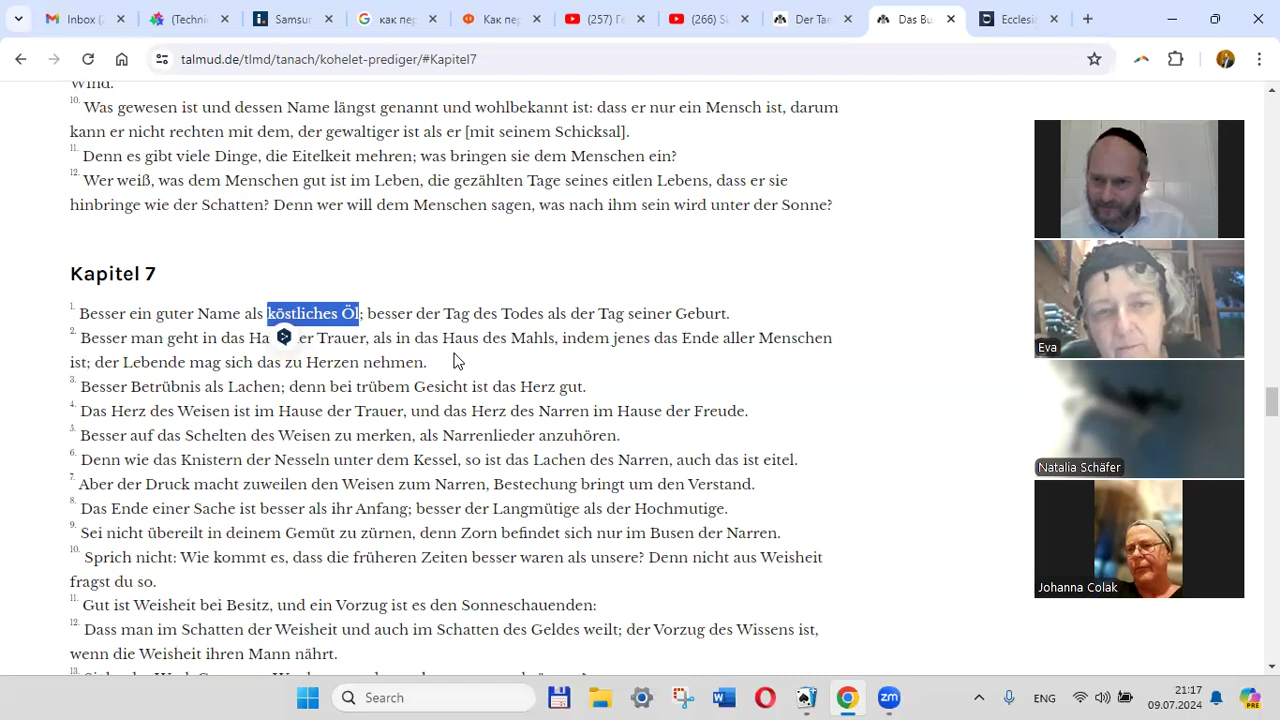 Inbox (
(Technic
Samsun
как пер
Как пе
(257) Г
(266) S
Der Ta
Das Bu
Ecclesi
talmud.de/tlmd/tanach/kohelet-prediger/#Kapitel7
Wind.
10. Was gewesen ist und dessen Name längst genannt und wohlbekannt ist: dass er nur ein Mensch ist, darum
kann er nicht rechten mit dem, der gewaltiger ist als er [mit seinem Schicksal].
11. Denn es gibt viele Dinge, die Eitelkeit mehren; was bringen sie dem Menschen ein?
12. Wer weiß, was dem Menschen gut ist im Leben, die gezählten Tage seines eitlen Lebens, dass er sie
hinbringe wie der Schatten? Denn wer will dem Menschen sagen, was nach ihm sein wird unter der Sonne?
Kapitel 7
1. Besser ein guter Name als köstliches Öl; besser der Tag des Todes als der Tag seiner Geburt.
2. Besser man geht in das Ha er Trauer, als in das Haus des Mahls, indem jenes das Ende aller Menschen
ist; der Lebende mag sich das zu Herzen nehmen.
3. Besser Betrübnis als Lachen; denn bei trübem Gesicht ist das Herz gut.
4. Das Herz des Weisen ist im Hause der Trauer, und das Herz des Narren im Hause der Freude.
5. Besser auf das Schelten des Weisen zu merken, als Narrenlieder anzuhören.
6. Denn wie das Knistern der Nesseln unter dem Kessel, so ist das Lachen des Narren, auch das ist eitel.
7. Aber der Druck macht zuweilen den Weisen zum Narren, Bestechung bringt um den Verstand.
8. Das Ende einer Sache ist besser als ihr Anfang; besser der Langmütige als der Hochmutige.
9. Sei nicht übereilt in deinem Gemüt zu zürnen, denn Zorn befindet sich nur im Busen der Narren.
10. Sprich nicht: Wie kommt es, dass die früheren Zeiten besser waren als unsere? Denn nicht aus Weisheit
fragst du so.
11. Gut ist Weisheit bei Besitz, und ein Vorzug ist es den Sonneschauenden:
12. Dass man im Schatten der Weisheit und auch im Schatten des Geldes weilt; der Vorzug des Wissens ist,
wenn die Weisheit ihren Mann nährt.
13.
Eva
Natalia Schäfer
Johanna Colak
Search
zm
ENG
21:17
09.07.2024
PRE